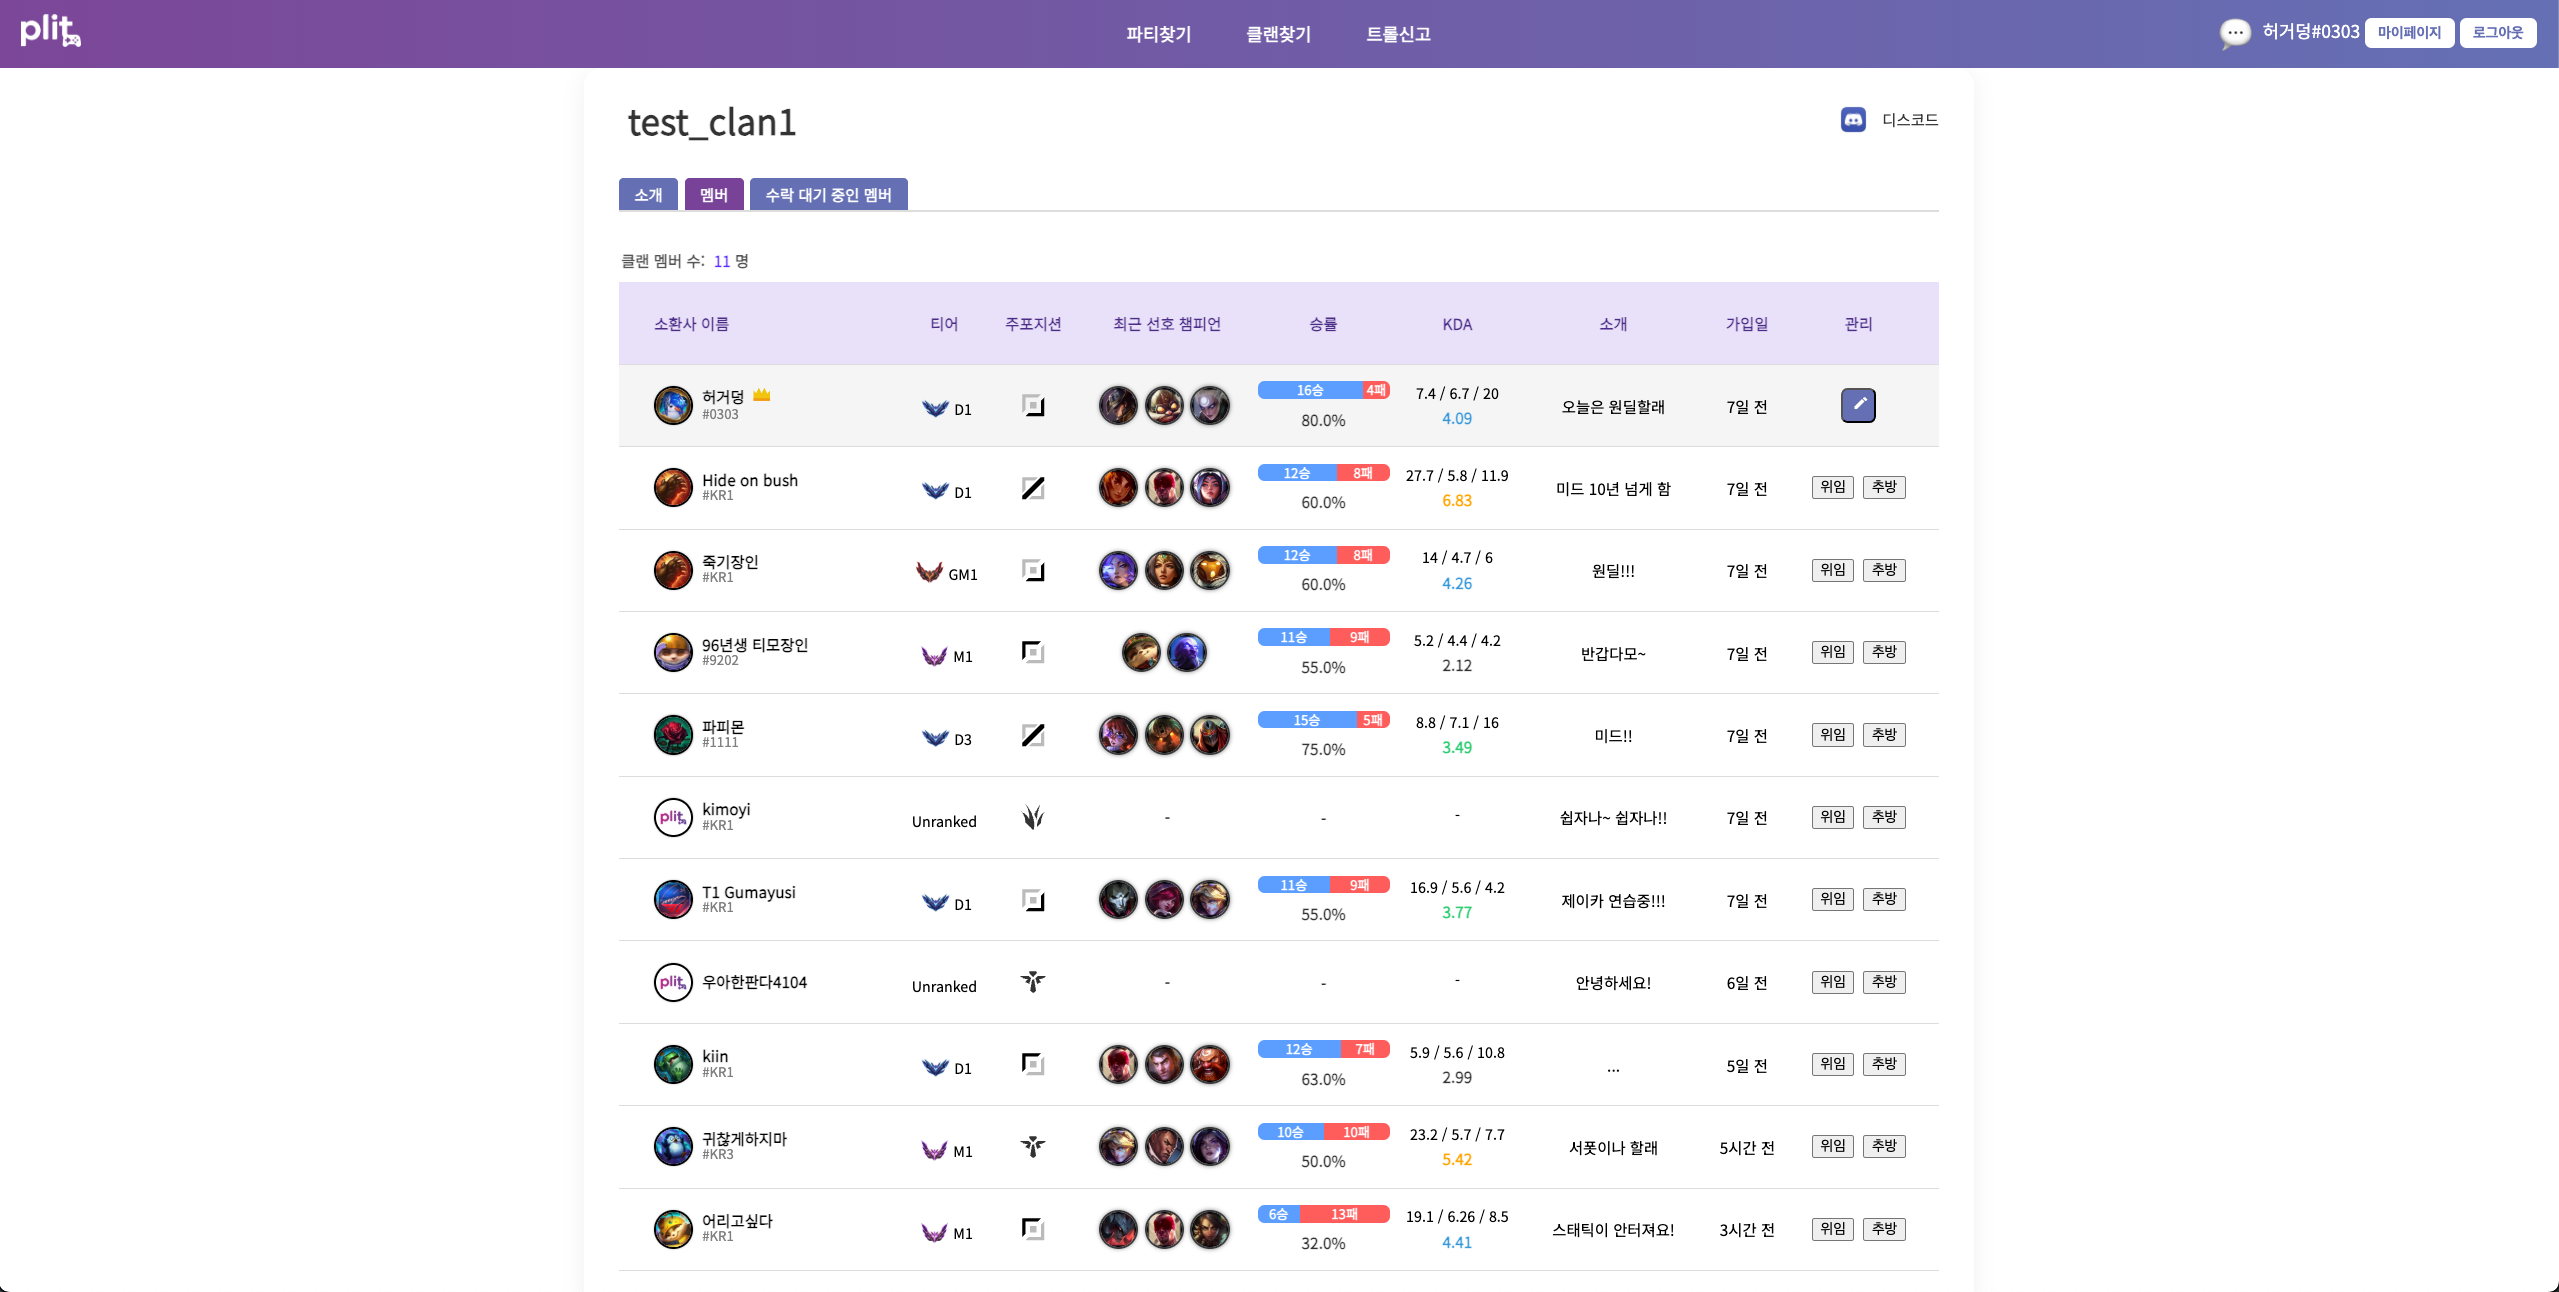 plit
파티찾기 클랜찾기 트롤신고
허거덩#0303 마이페이지 로그아웃
test_clan1
디스코드
소개 멤버 수락 대기 중인 멤버
클랜 멤버 수: 11 명
소환사 이름 티어 주포지션 최근 선호 챔피언 승률 KDA 소개 가입일 관리
허거덩 #0303 D1 16승 4패 80.0% 7.4 / 6.7 / 20 4.09 오늘은 원딜할래 7일 전
Hide on bush #KR1 D1 12승 8패 60.0% 27.7 / 5.8 / 11.9 6.83 미드 10년 넘게 함 7일 전 위임 추방
죽기장인 #KR1 GM1 12승 8패 60.0% 14 / 4.7 / 6 4.26 원딜!!! 7일 전 위임 추방
96년생 티모장인 #9202 M1 11승 9패 55.0% 5.2 / 4.4 / 4.2 2.12 반갑다모~ 7일 전 위임 추방
파피몬 #1111 D3 15승 5패 75.0% 8.8 / 7.1 / 16 3.49 미드!! 7일 전 위임 추방
plit kimoyi #KR1 Unranked - - - 쉽자나~ 쉽자나!! 7일 전 위임 추방
T1 Gumayusi #KR1 D1 11승 9패 55.0% 16.9 / 5.6 / 4.2 3.77 제이카 연습중!!! 7일 전 위임 추방
plit 우아한판다4104 Unranked - - - 안녕하세요! 6일 전 위임 추방
kiin #KR1 D1 12승 7패 63.0% 5.9 / 5.6 / 10.8 2.99 ... 5일 전 위임 추방
귀찮게하지마 #KR3 M1 10승 10패 50.0% 23.2 / 5.7 / 7.7 5.42 서폿이나 할래 5시간 전 위임 추방
어리고싶다 #KR1 M1 6승 13패 32.0% 19.1 / 6.26 / 8.5 4.41 스태틱이 안터져요! 3시간 전 위임 추방